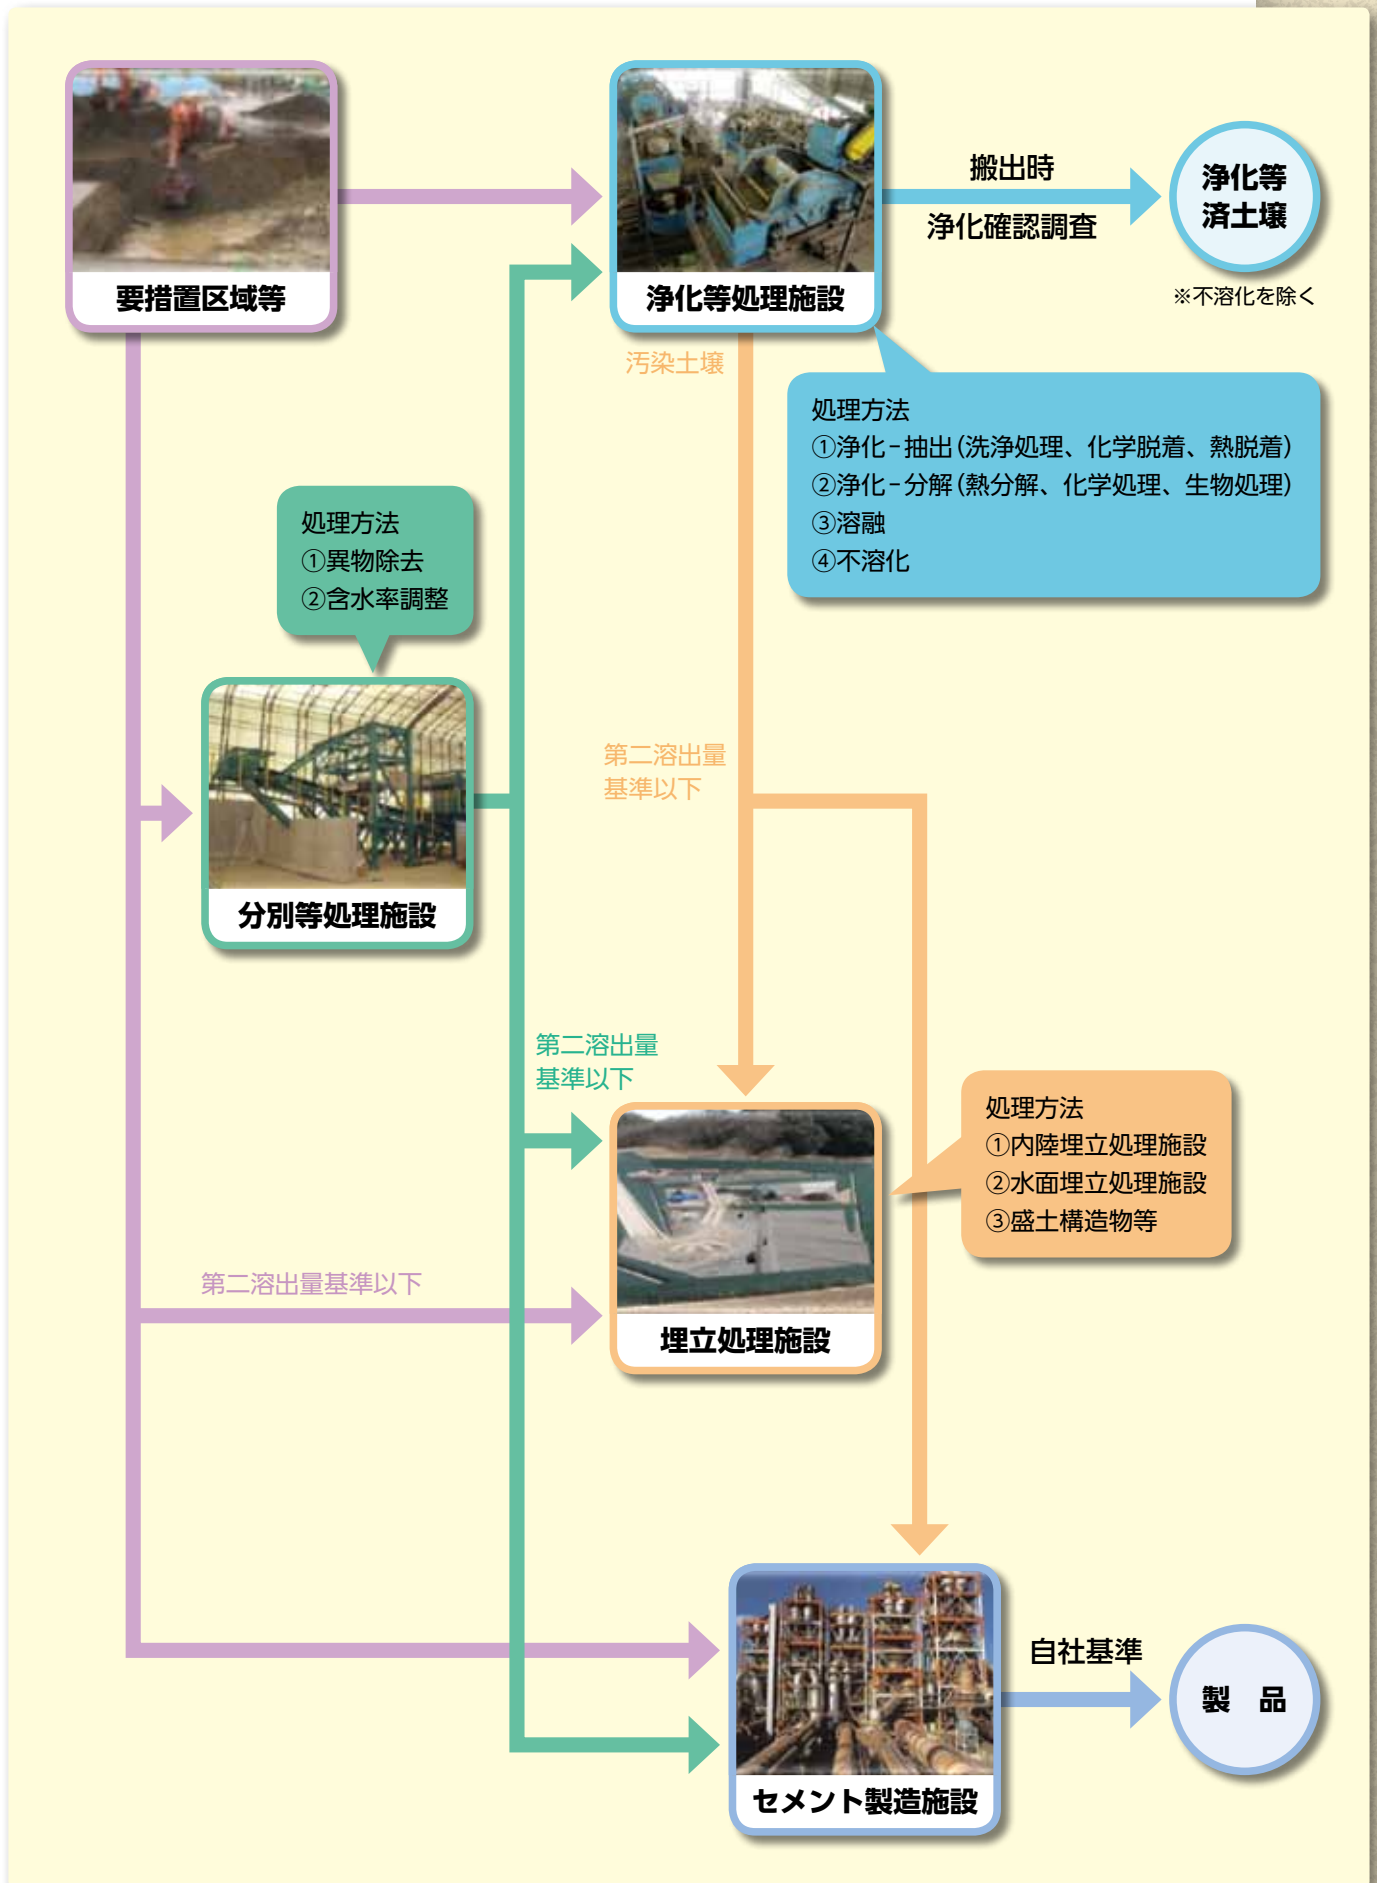 要措置区域等
浄化等処理施設
搬出時
浄化確認調査
浄化等
済土壌
※不溶化を除く
汚染土壌
処理方法
①浄化-抽出(洗浄処理、化学脱着、熱脱着)
②浄化-分解(熱分解、化学処理、生物処理)
③溶融
④不溶化
処理方法
①異物除去
②含水率調整
分別等処理施設
第二溶出量
基準以下
第二溶出量
基準以下
処理方法
①内陸埋立処理施設
②水面埋立処理施設
③盛土構造物等
第二溶出量基準以下
埋立処理施設
セメント製造施設
自社基準
製　品